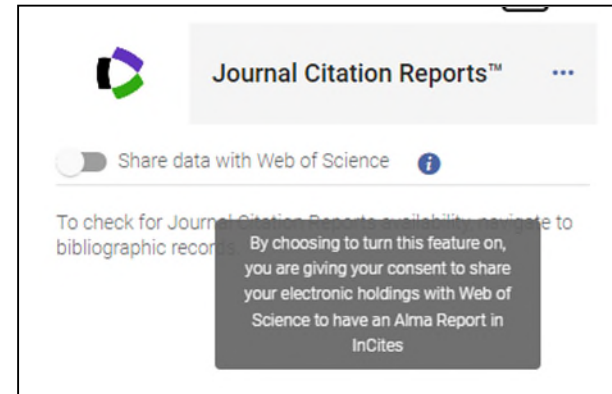 Journal Citation Reports™ ...
Share data with Web of Science i
To check for Journal Citation Reports availability, navigate to
bibliographic records.
By choosing to turn this feature on,
you are giving your consent to share
your electronic holdings with Web of
Science to have an Alma Report in
InCites